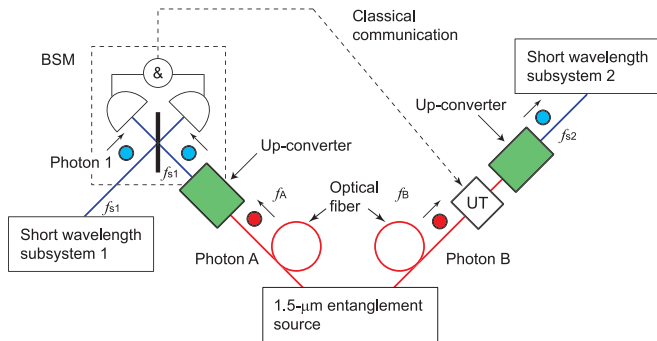 Classical
communication
BSM
&
Short wavelength
subsystem 2
Up-converter
Photon 1
Up-converter
fs2
fs1
fA
Optical
fiber
fB
UT
fs1
Short wavelength
subsystem 1
Photon A
Photon B
1.5-μm entanglement
source